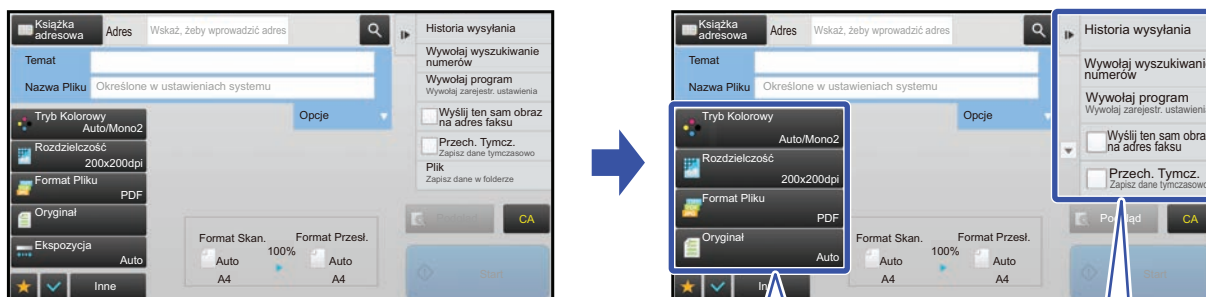 Książka
adresowa
Adres
Wskaż, żeby wprowadzić adres
Temat
Nazwa Pliku
Określone w ustawieniach systemu
Tryb Kolorowy
Auto/Mono2
Opcje
Rozdzielczość
200x200dpi
Format Pliku
PDF
Oryginał
Ekspozycja
Auto
Inne
Format Skan.
Auto
A4
100%
Format Przesł.
Auto
A4
Historia wysyłania
Wywołaj wyszukiwanie
numerów
Wywołaj program
Wywołaj zarejestr. ustawienia
Wyślij ten sam obraz
na adres faksu
Przech. Tymcz.
Zapisz dane tymczasowo
Plik
Zapisz dane w folderze
CA
Start
Książka
adresowa
Adres
Wskaż, żeby wprowadzić adres
Temat
Nazwa Pliku
Określone w ustawieniach systemu
Tryb Kolorowy
Auto/Mono2
Opcje
Rozdzielczość
200x200dpi
Format Pliku
PDF
Oryginał
Auto
Format Skan.
Auto
A4
100%
Format Przesł.
Auto
A4
Historia wysyłania
Wywołaj wyszukiwanie
numerów
Wywołaj program
Wywołaj zarejestr. ustawienia
Wyślij ten sam obra
na adres faksu
Przech. Tymcz.
Zapisz dane tymczasowo
CA
Start